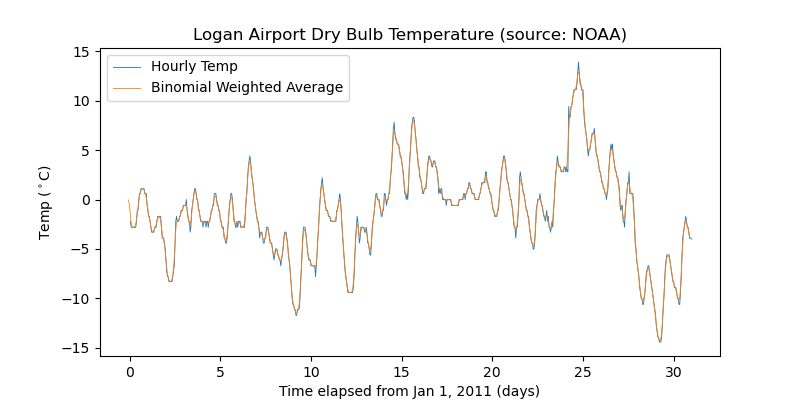 Logan Airport Dry Bulb Temperature (source: NOAA)
Hourly Temp
Binomial Weighted Average
Temp (°C)
15
10
5
0
−5
−10
−15
0 5 10 15 20 25 30
Time elapsed from Jan 1, 2011 (days)